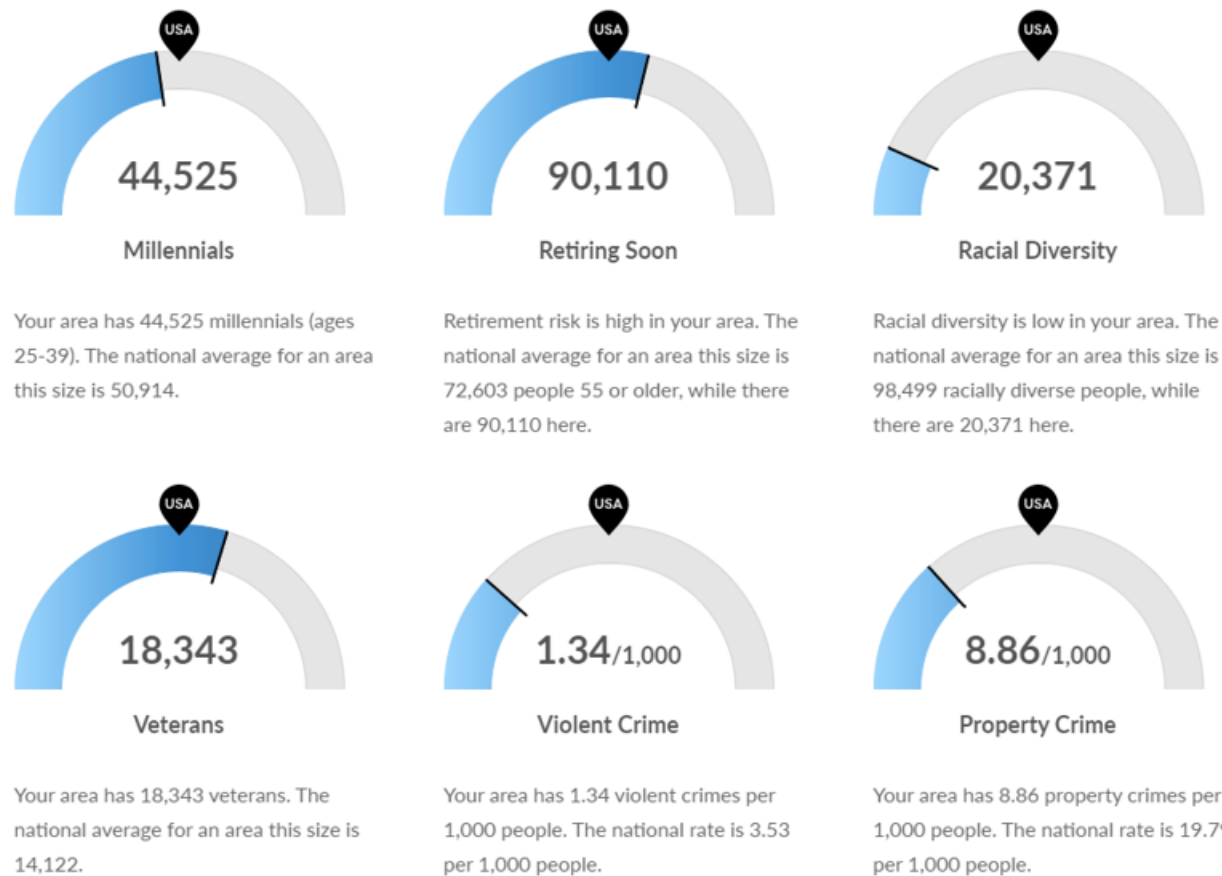 USA
USA
USA
44,525
90,110
20,371
Millennials
Retiring Soon
Racial Diversity
Your area has 44,525 millennials (ages
25-39). The national average for an area
this size is 50,914.
Retirement risk is high in your area. The
national average for an area this size is
72,603 people 55 or older, while there
are 90,110 here.
Racial diversity is low in your area. The
national average for an area this size is
98,499 racially diverse people, while
there are 20,371 here.
USA
USA
USA
18,343
1.34/1,000
8.86/1,000
Veterans
Violent Crime
Property Crime
Your area has 18,343 veterans. The
national average for an area this size is
14,122.
Your area has 1.34 violent crimes per
1,000 people. The national rate is 3.53
per 1,000 people.
Your area has 8.86 property crimes per
1,000 people. The national rate is
per 1,000 people.